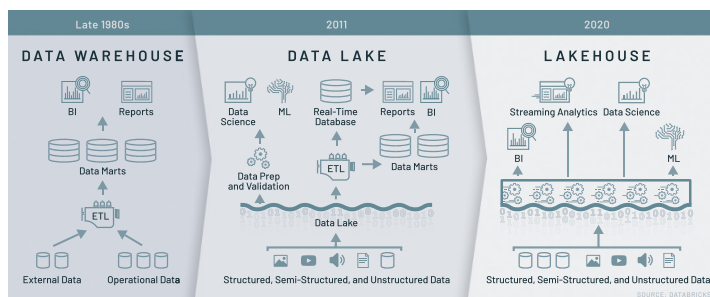 Late 1980s
2011
2020
DATA WAREHOUSE
DATA LAKE
LAKEHOUSE
BI
Reports
Data Marts
ETL
External Data
Operational Data
Data
Science
ML
Real-Time
Database
Reports
BI
Data Prep
and Validation
ETL
Data Marts
Data Lake
Structured, Semi-Structured, and Unstructured Data
Streaming Analytics
Data Science
BI
ML
Structured, Semi-Structured, and Unstructured Data
SOURCE: DATABRICKS